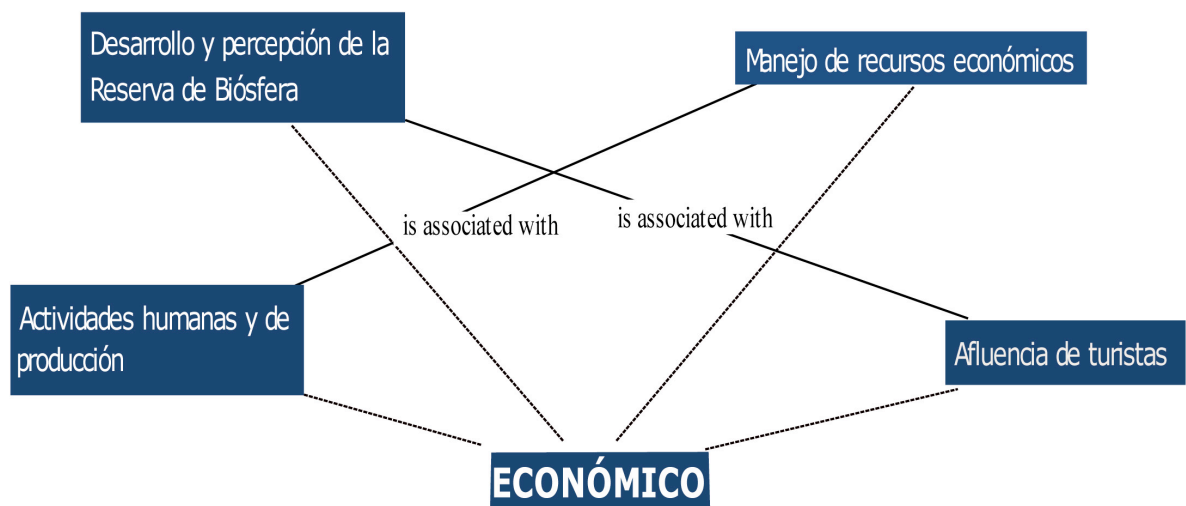 Desarrollo y percepción de la
Reserva de Biósfera
Manejo de recursos económicos
is associated with
is associated with
Actividades humanas y de
producción
Afluencia de turistas
ECONÓMICO